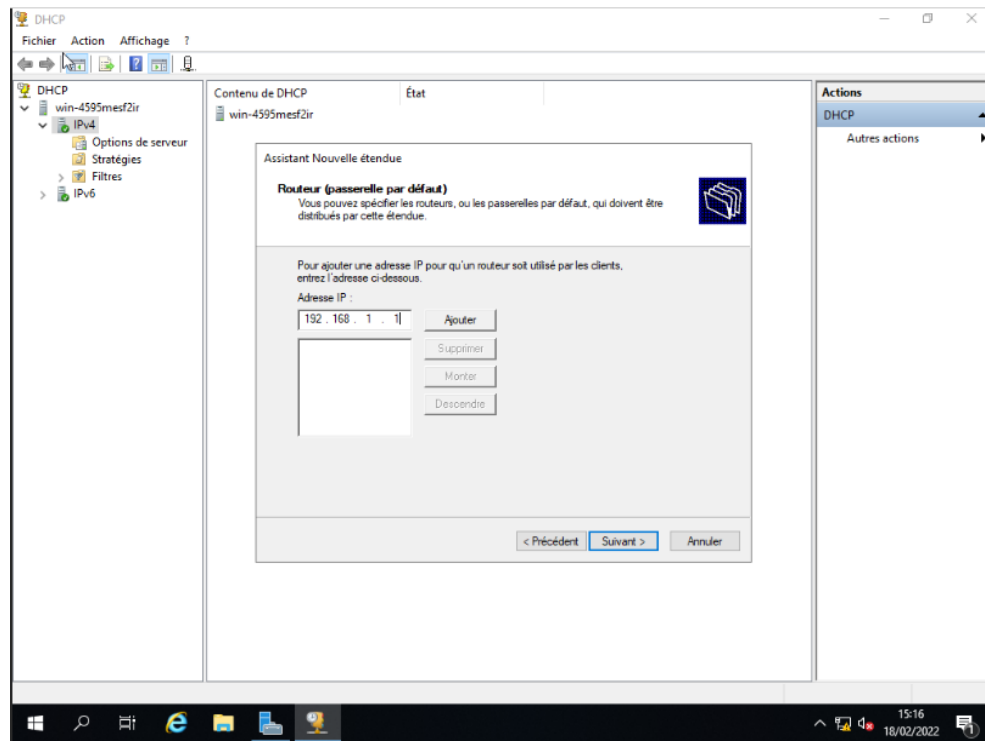 DHCP
Fichier Action Affichage ?
DHCP
win-4595mesf2ir
IPv4
Options de serveur
Stratégies
Filtres
IPv6
Contenu de DHCP État
win-4595mesf2ir
Assistant Nouvelle étendue
Routeur (passerelle par défaut)
Vous pouvez spécifier les routeurs, ou les passerelles par défaut, qui doivent être
distribués par cette étendue.
Pour ajouter une adresse IP pour qu'un routeur soit utilisé par les clients,
entrez l'adresse ci-dessous.
Adresse IP :
192 . 168 . 1 . 1 Ajouter
Supprimer
Monter
Descendre
< Précédent Suivant > Annuler
Actions
DHCP
Autres actions
15:16
18/02/2022
1